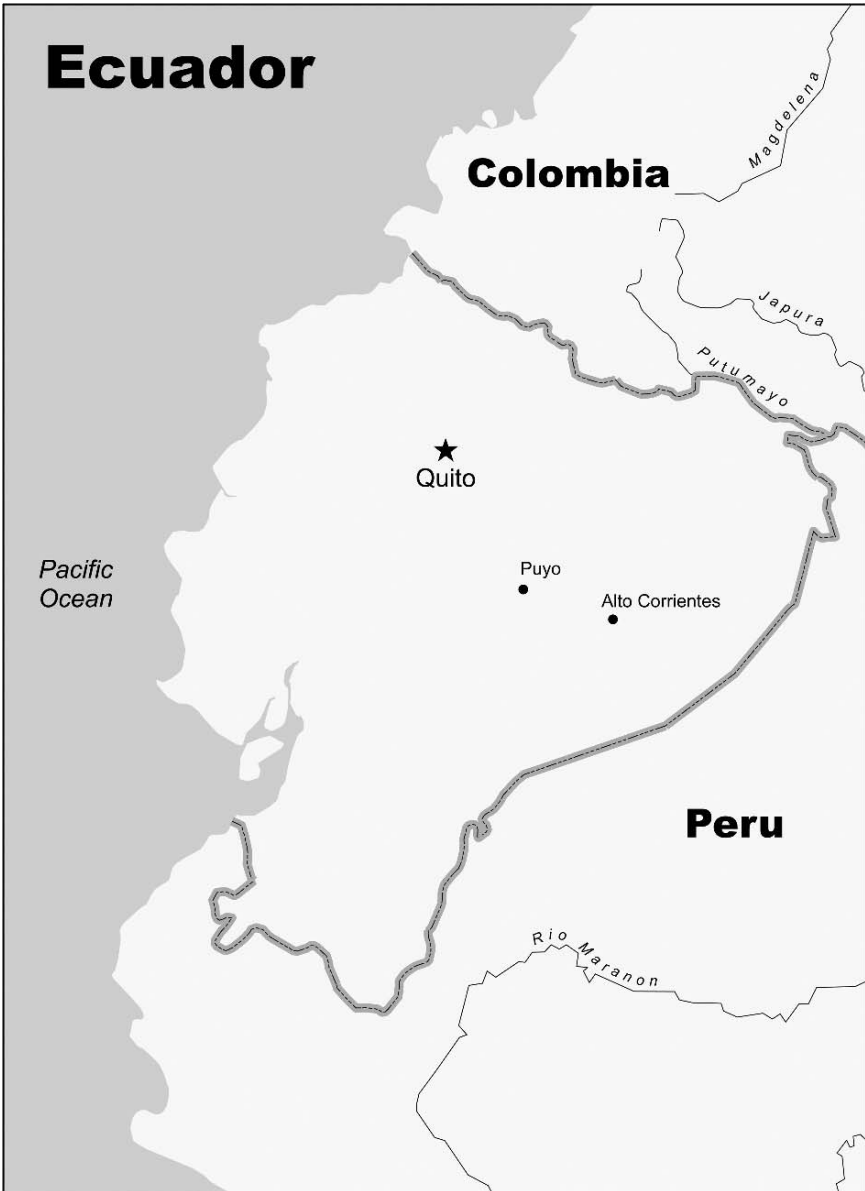 Ecuador
Magdelena
Colombia
Japura
Putumayo
Quito
Pacific
Ocean
Puyo
Alto Corrientes
Peru
Rio Maranon